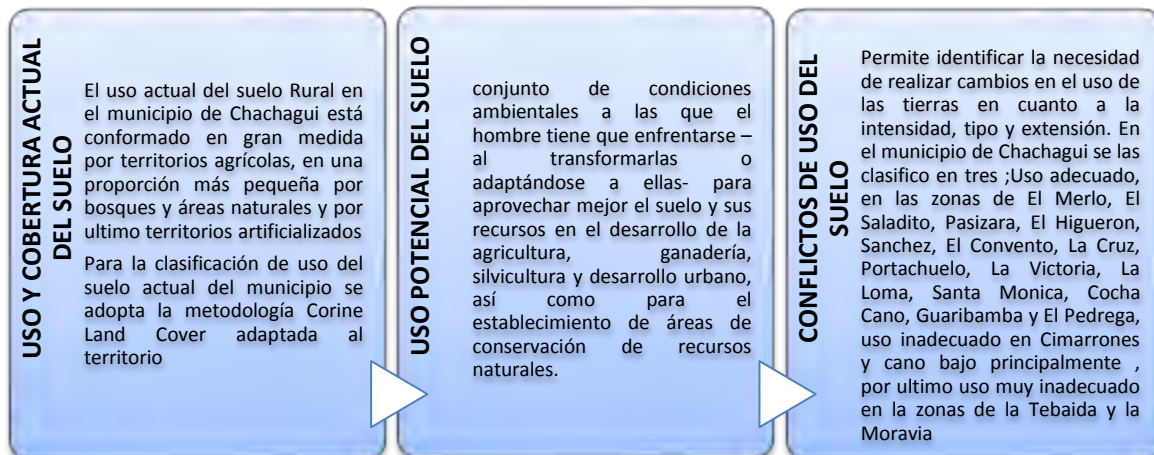 USO Y COBERTURA ACTUAL
DEL SUELO
El uso actual del suelo Rural en
el municipio de Chachagui está
conformado en gran medida
por territorios agrícolas, en una
proporción más pequeña por
bosques y áreas naturales y por
ultimo territorios artificializados
Para la clasificación de uso del
suelo actual del municipio se
adopta la metodología Corine
Land Cover adaptada al
territorio
USO POTENCIAL DEL SUELO
conjunto de condiciones
ambientales a las que el
hombre tiene que enfrentarse –
al transformarlas o
adaptándose a ellas- para
aprovechar mejor el suelo y sus
recursos en el desarrollo de la
agricultura, ganadería,
silvicultura y desarrollo urbano,
así como para el
establecimiento de áreas de
conservación de recursos
naturales.
CONFLICTOS DE USO DEL
SUELO
Permite identificar la necesidad
de realizar cambios en el uso de
las tierras en cuanto a la
intensidad, tipo y extensión. En
el municipio de Chachagui se las
clasifico en tres ;Uso adecuado,
en las zonas de El Merlo, El
Saladito, Pasizara, El Higueron,
Sanchez, El Convento, La Cruz,
Portachuelo, La Victoria, La
Loma, Santa Monica, Cocha
Cano, Guaribamba y El Pedrega,
uso inadecuado en Cimarrones
y cano bajo principalmente ,
por ultimo uso muy inadecuado
en la zonas de la Tebaida y la
Moravia